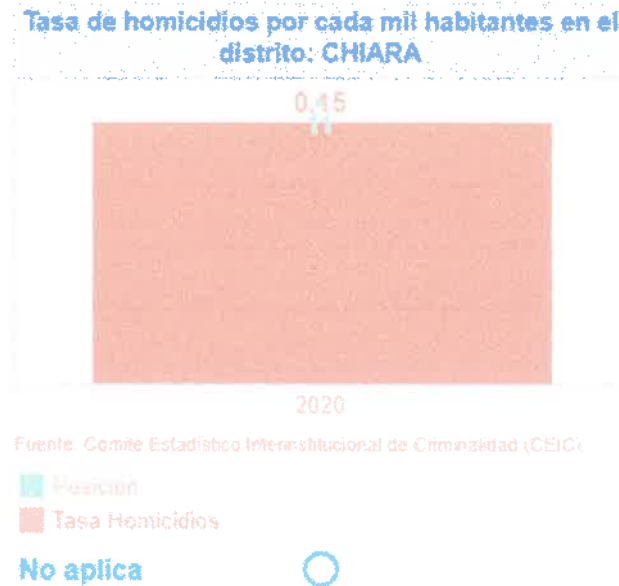 Tasa de homicidios por cada mil habitantes en el
distrito: CHIARA
0,15
2020
Fuente: Comité Estadístico Interinstitucional de Criminalidad (CEIC).
Posición
Tasa Homicidios
No aplica